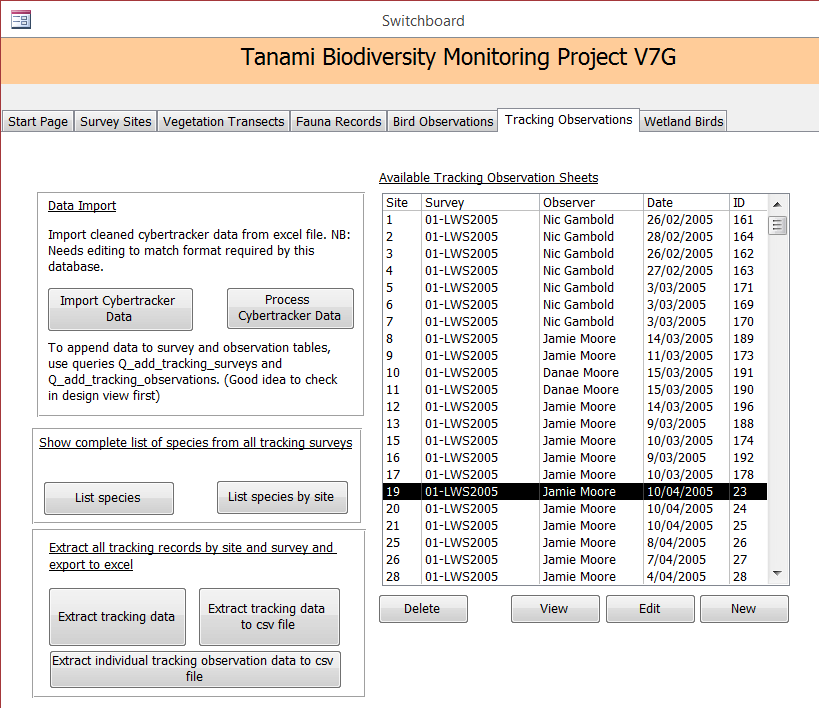 Switchboard
Tanami Biodiversity Monitoring Project V7G
Start Page Survey Sites Vegetation Transects Fauna Records Bird Observations Tracking Observations Wetland Birds
Data Import
Import cleaned cybertracker data from excel file. NB:
Needs editing to match format required by this
database.
Import Cybertracker
Data
Process
Cybertracker Data
To append data to survey and observation tables,
use queries Q_add_tracking_surveys and
Q_add_tracking_observations. (Good idea to check
in design view first)
Show complete list of species from all tracking surveys
List species
List species by site
Extract all tracking records by site and survey and
export to excel
Extract tracking data
Extract tracking data
to csv file
Extract individual tracking observation data to csv
file
Available Tracking Observation Sheets
Site Survey Observer Date ID
1 01-LWS2005 Nic Gambold 26/02/2005 161
2 01-LWS2005 Nic Gambold 28/02/2005 164
3 01-LWS2005 Nic Gambold 26/02/2005 162
4 01-LWS2005 Nic Gambold 27/02/2005 163
5 01-LWS2005 Nic Gambold 3/03/2005 171
6 01-LWS2005 Nic Gambold 3/03/2005 169
7 01-LWS2005 Nic Gambold 3/03/2005 170
8 01-LWS2005 Jamie Moore 14/03/2005 189
9 01-LWS2005 Jamie Moore 11/03/2005 173
10 01-LWS2005 Danae Moore 15/03/2005 191
11 01-LWS2005 Danae Moore 15/03/2005 190
12 01-LWS2005 Jamie Moore 14/03/2005 196
13 01-LWS2005 Jamie Moore 9/03/2005 188
15 01-LWS2005 Jamie Moore 10/03/2005 174
16 01-LWS2005 Jamie Moore 9/03/2005 192
17 01-LWS2005 Jamie Moore 10/03/2005 178
19 01-LWS2005 Jamie Moore 10/04/2005 23
20 01-LWS2005 Jamie Moore 10/04/2005 24
21 01-LWS2005 Jamie Moore 10/04/2005 25
25 01-LWS2005 Jamie Moore 8/04/2005 26
26 01-LWS2005 Jamie Moore 7/04/2005 27
28 01-LWS2005 Jamie Moore 4/04/2005 28
Delete View Edit New